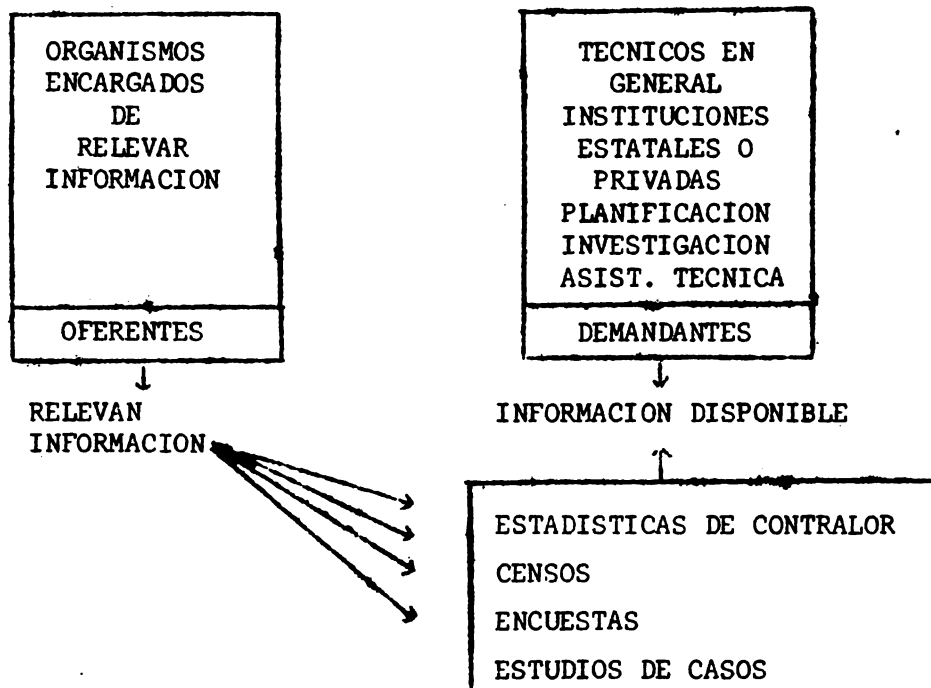 ORGANISMOS
ENCARGADOS
DE
RELEVAR
INFORMACION
OFERENTES
TECNICOS EN
GENERAL
INSTITUCIONES
ESTATALES O
PRIVADAS
PLANIFICACION
INVESTIGACION
ASIST. TECNICA
DEMANDANTES
RELEVAN
INFORMACION
INFORMACION DISPONIBLE
ESTADISTICAS DE CONTRALOR
CENSOS
ENCUESTAS
ESTUDIOS DE CASOS